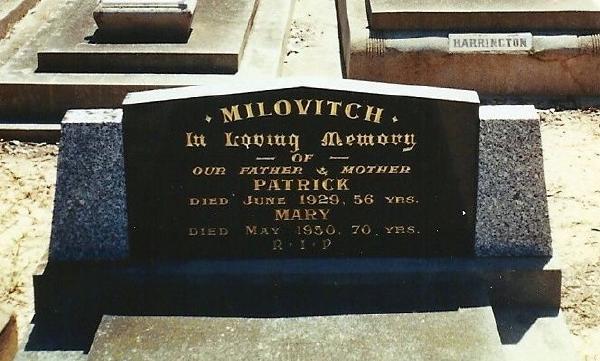 HARRINGTON
· MILOVITCH ·
In Loving Memory
— OF —
OUR FATHER & MOTHER
PATRICK
DIED JUNE 1929, 56 YRS.
MARY
DIED MAY 1950, 70 YRS.
R · I · P